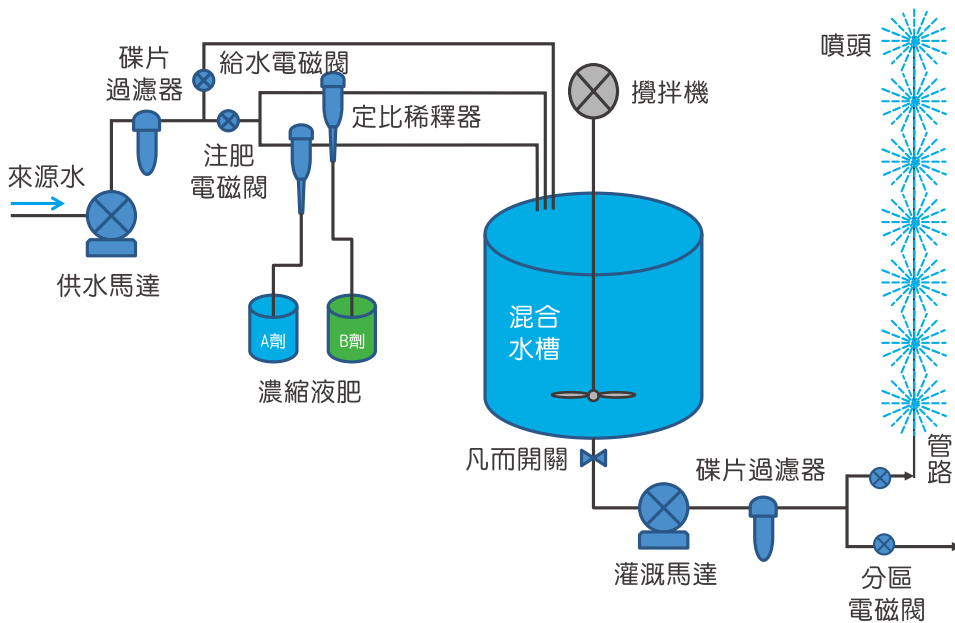 碟片
過濾器
給水電磁閥
定比稀釋器
攪拌機
噴頭
注肥
電磁閥
來源水
供水馬達
A劑
B劑
濃縮液肥
混合
水槽
凡而開關
碟片過濾器
管
路
灌溉馬達
分區
電磁閥